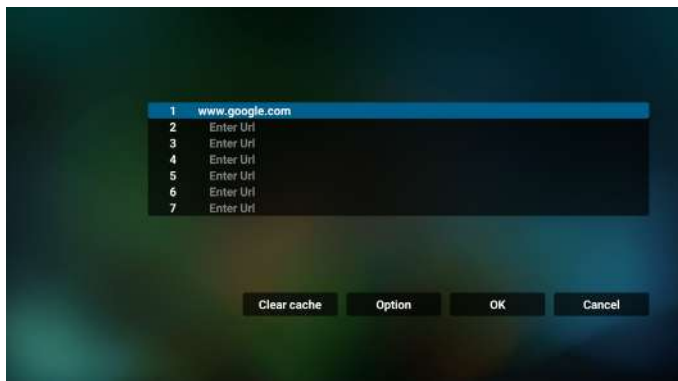 1 www.google.com
2 Enter Url
3 Enter Url
4 Enter Url
5 Enter Url
6 Enter Url
7 Enter Url
Clear cache Option OK Cancel